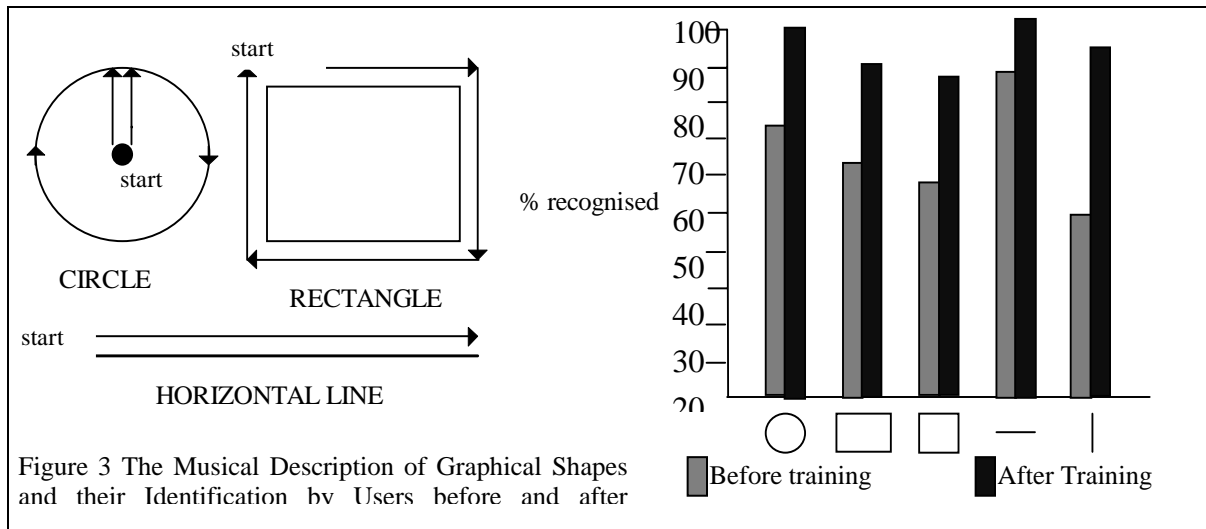 start
start
CIRCLE
RECTANGLE
start
HORIZONTAL LINE
Figure 3 The Musical Description of Graphical Shapes
and their Identification by Users before and after
% recognised
100
90
80
70
60
50
40
30
20
Before training
After Training